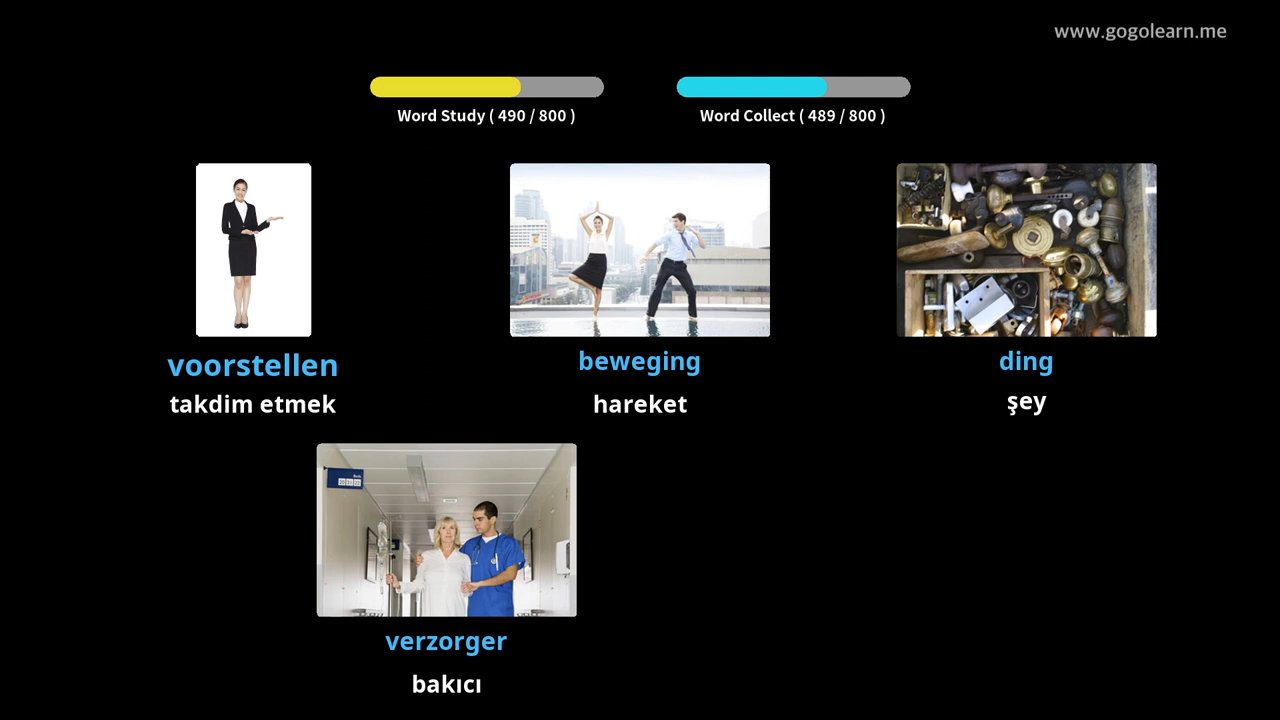 www.gogolearn.me
Word Study ( 490 / 800 )
Word Collect ( 489 / 800 )
voorstellen
takdim etmek
beweging
hareket
ding
şey
verzorger
bakıcı